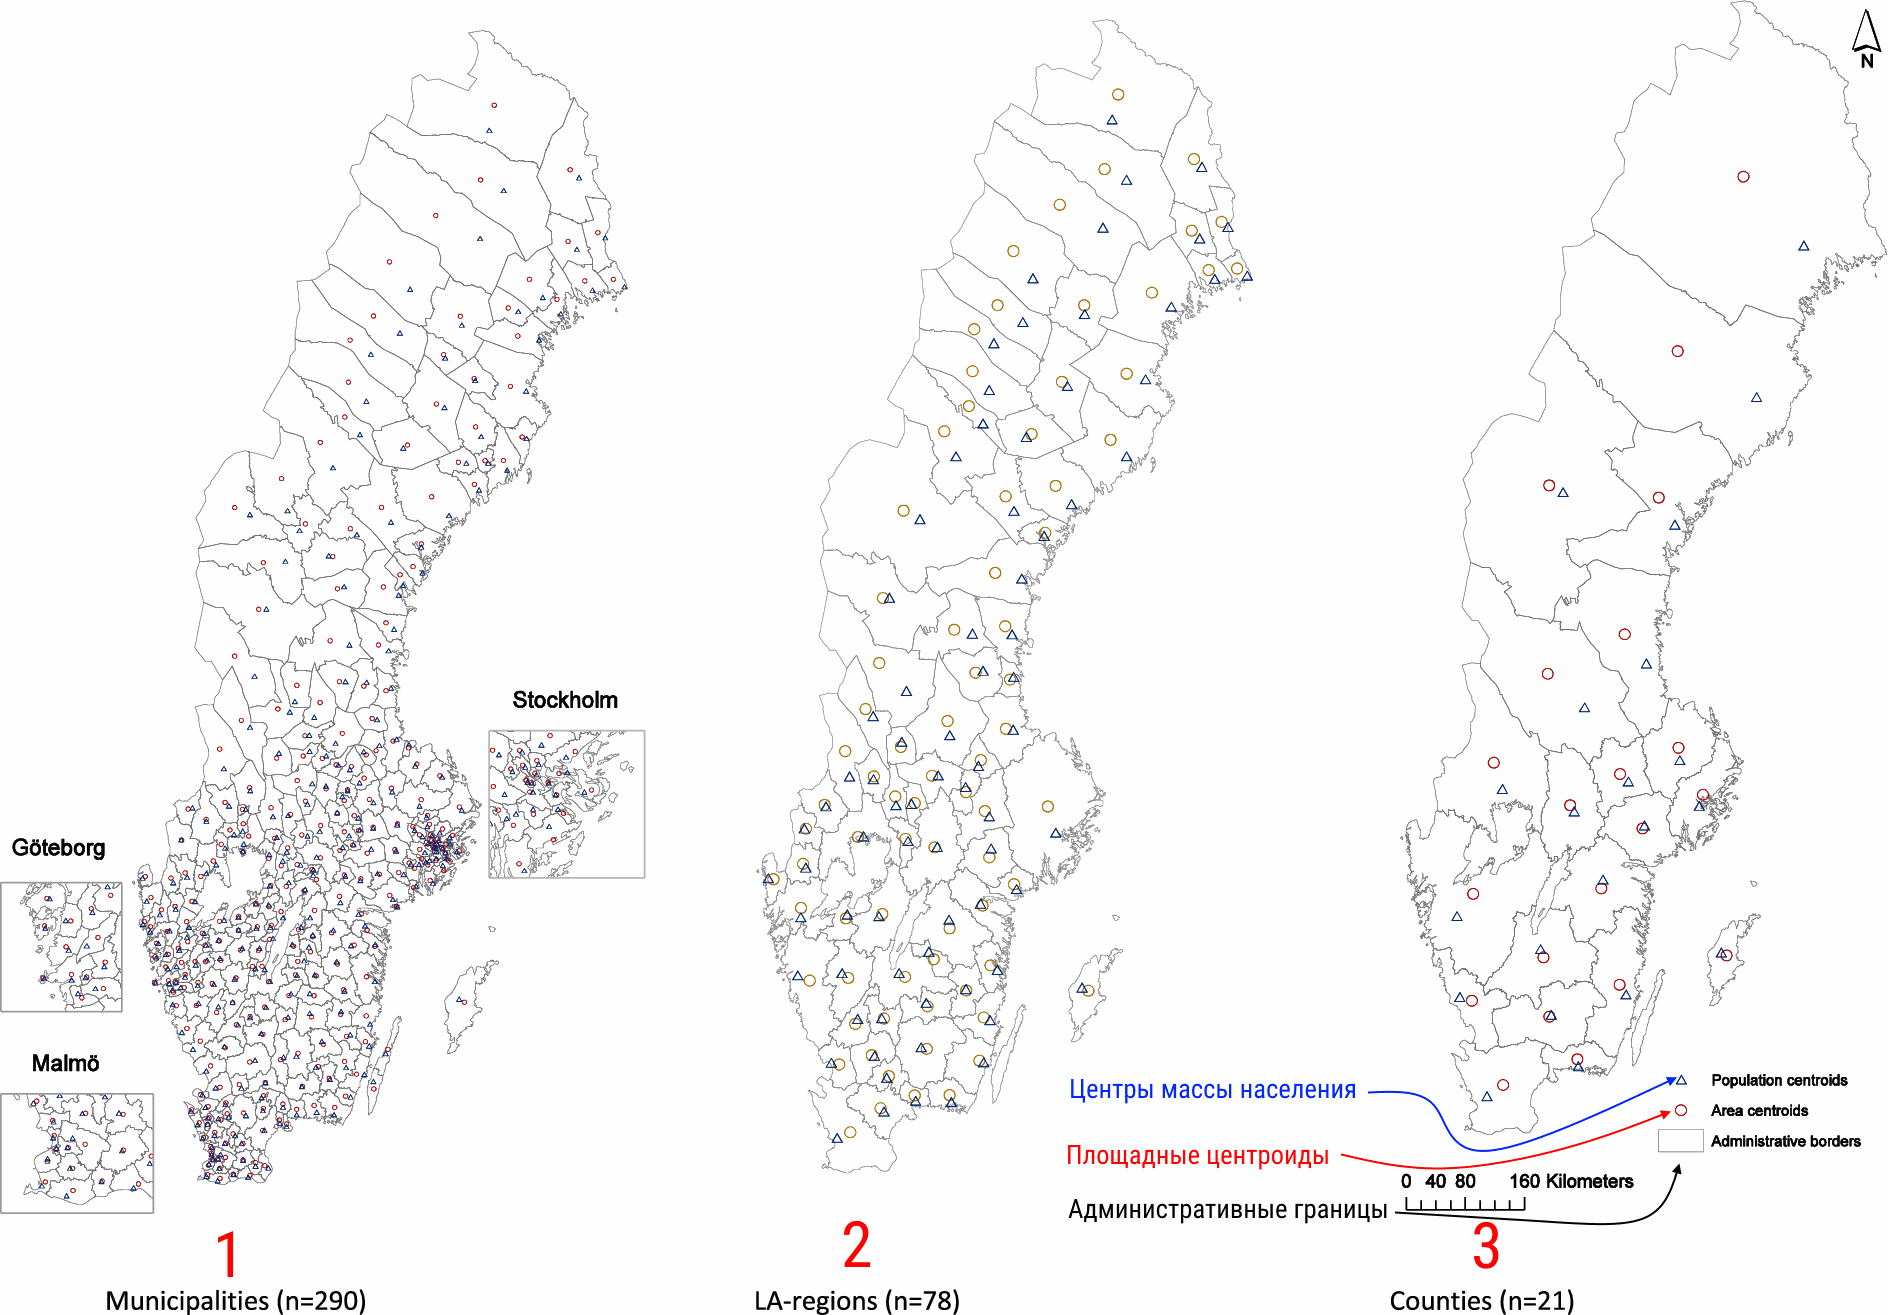 N
Stockholm
Göteborg
Malmö
Центры массы населения
Population centroids
Area centroids
Площадные центроиды
Administrative borders
0 40 80 160 Kilometers
Административные границы
1
2
3
Municipalities (n=290)
LA-regions (n=78)
Counties (n=21)